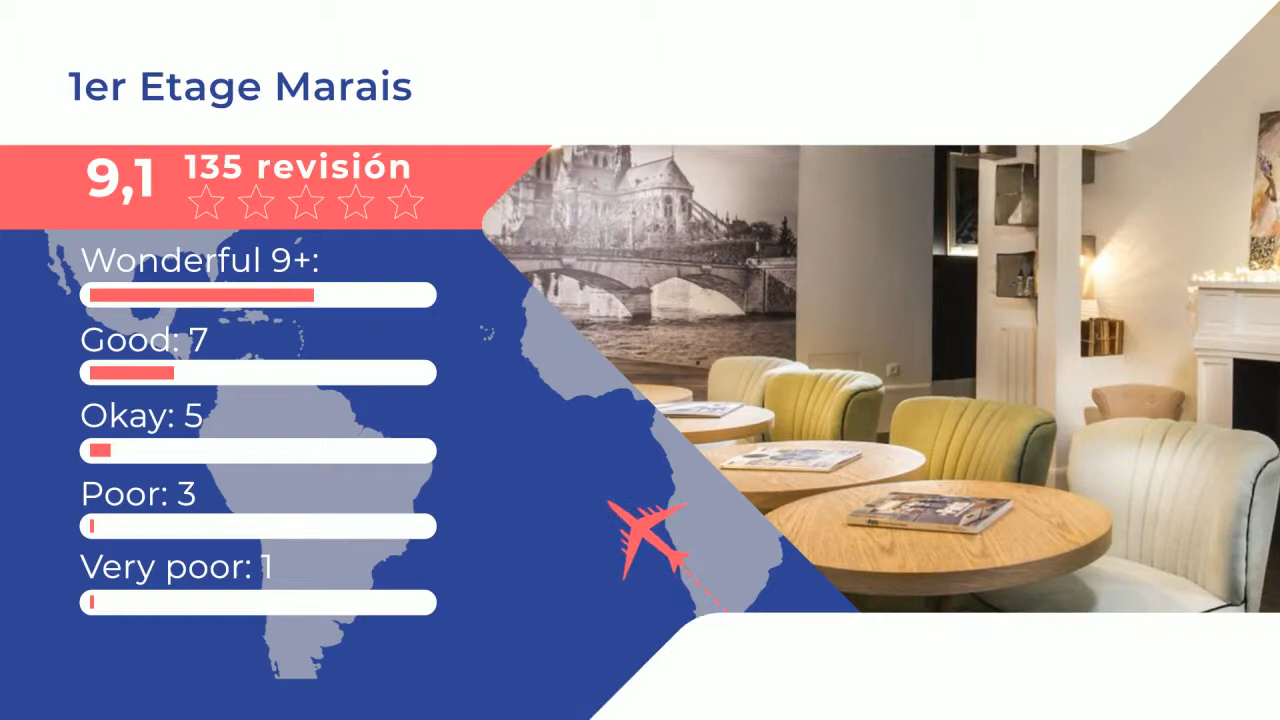 1er Etage Marais
9,1
135 revisión
Wonderful 9+:
Good: 7
Okay: 5
Poor: 3
Very poor: 1